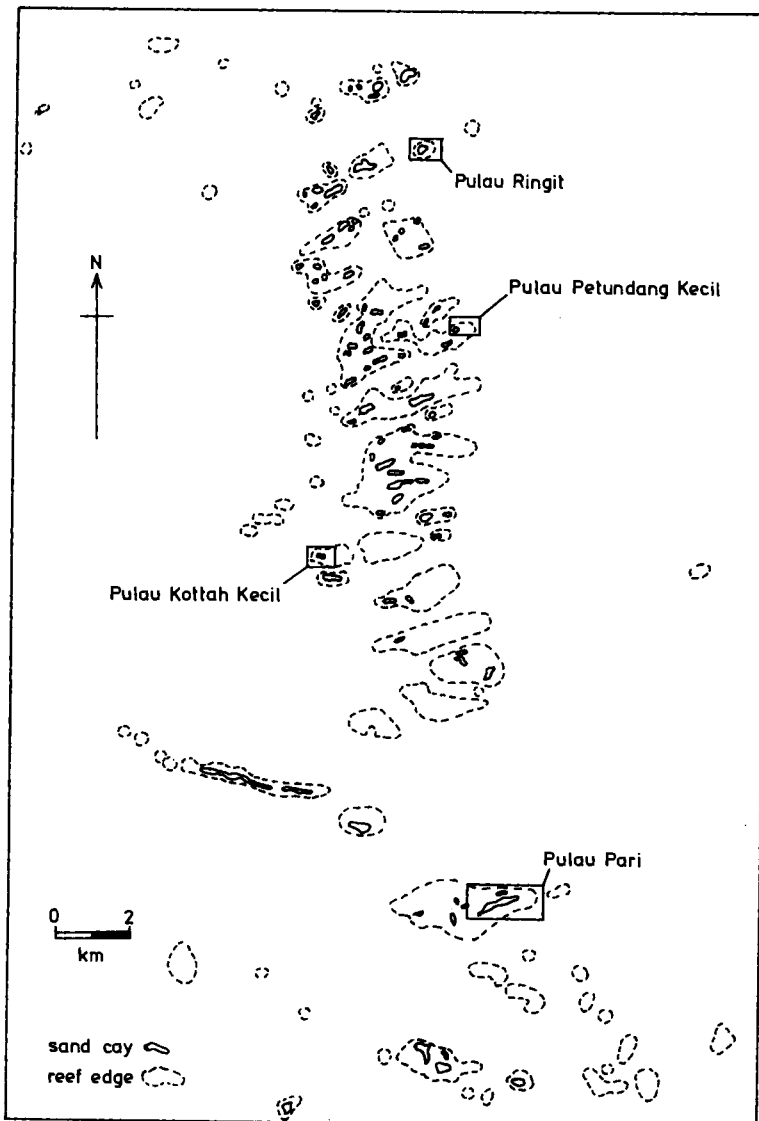 Pulau Ringit
N
Pulau Petundang Kecil
Pulau Kottah Kecil
Pulau Pari
0 2
km
sand cay
reef edge